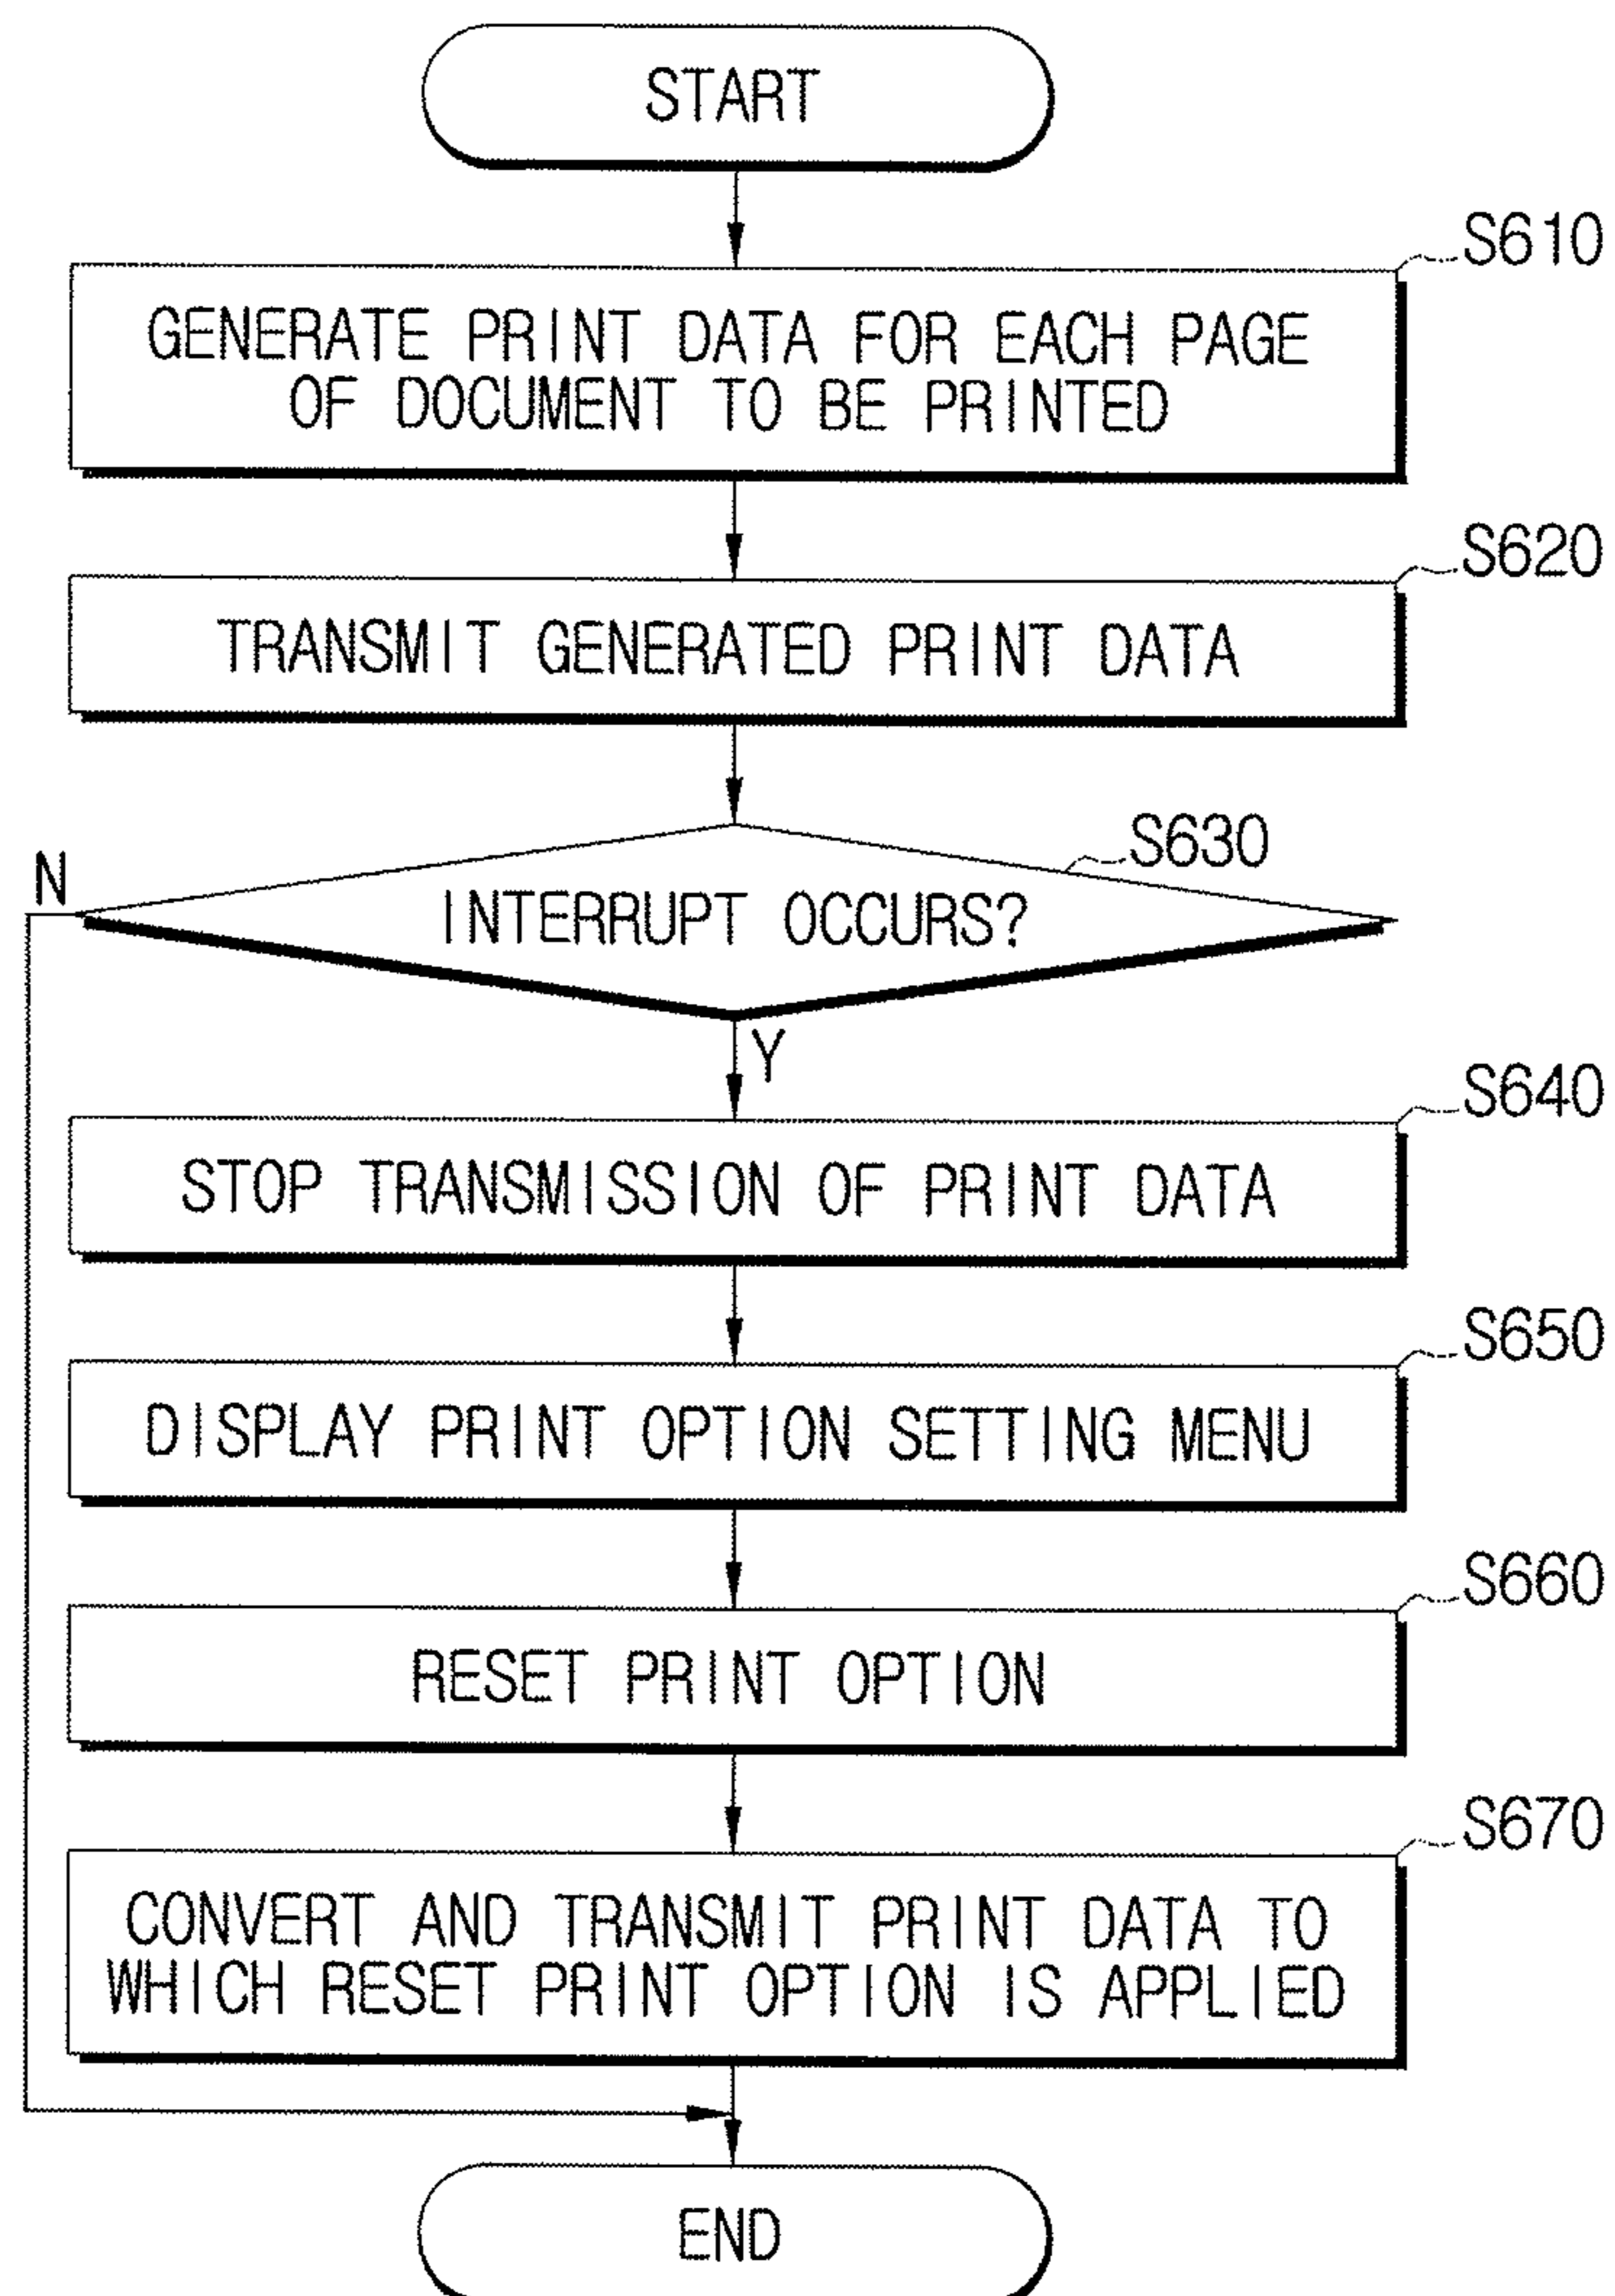 START
S610
GENERATE PRINT DATA FOR EACH PAGE
OF DOCUMENT TO BE PRINTED
S620
TRANSMIT GENERATED PRINT DATA
S630
N
INTERRUPT OCCURS?
Y
S640
STOP TRANSMISSION OF PRINT DATA
S650
DISPLAY PRINT OPTION SETTING MENU
S660
RESET PRINT OPTION
S670
CONVERT AND TRANSMIT PRINT DATA TO
WHICH RESET PRINT OPTION IS APPLIED
END